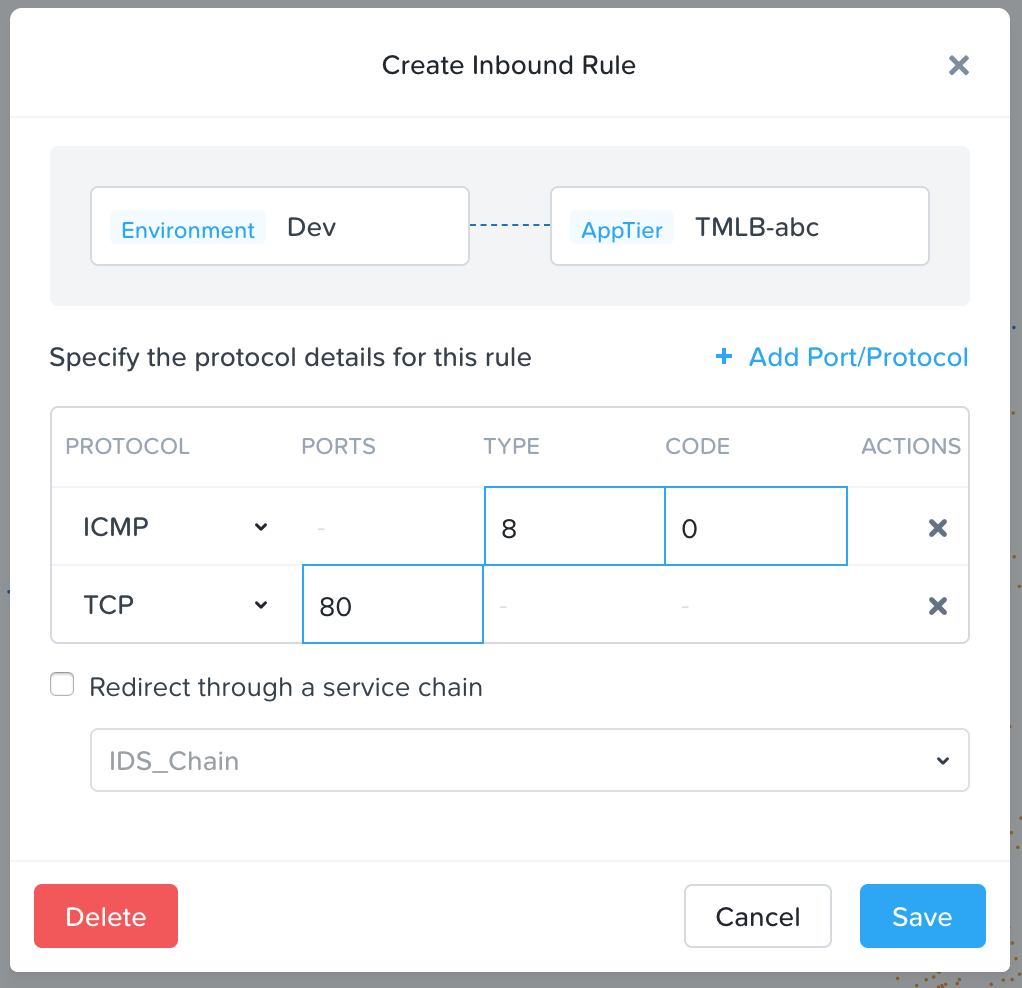 Create Inbound Rule
Environment Dev AppTier TMLB-abc
Specify the protocol details for this rule + Add Port/Protocol
PROTOCOL PORTS TYPE CODE ACTIONS
ICMP - 8 0
TCP 80 - -
Redirect through a service chain
IDS_Chain
Delete Cancel Save